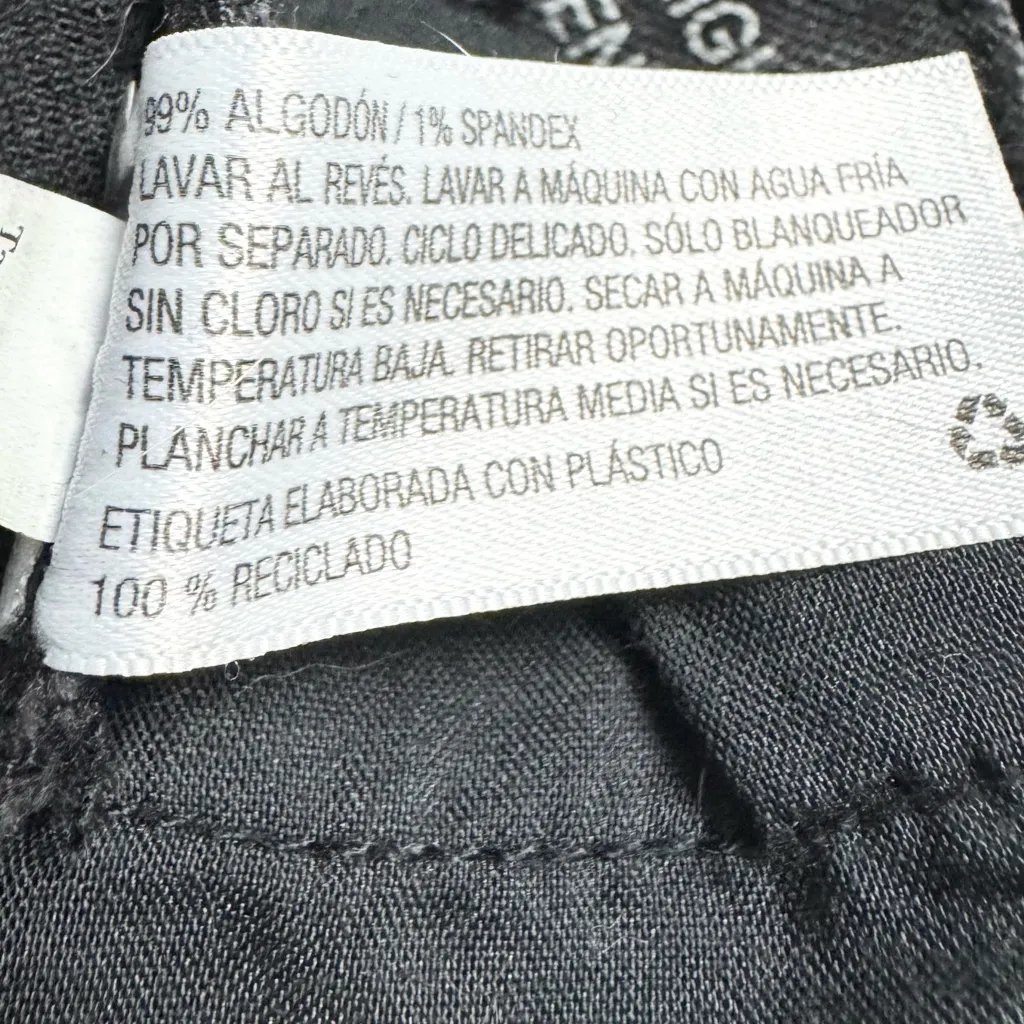 99% ALGODÓN / 1% SPANDEX
LAVAR AL REVÉS. LAVAR A MÁQUINA CON AGUA FRÍA
POR SEPARADO. CICLO DELICADO. SÓLO BLANQUEADOR
SIN CLORO SI ES NECESARIO. SECAR A MÁQUINA A
TEMPERATURA BAJA. RETIRAR OPORTUNAMENTE.
PLANCHAR A TEMPERATURA MEDIA SI ES NECESARIO.
ETIQUETA ELABORADA CON PLÁSTICO
100 % RECICLADO